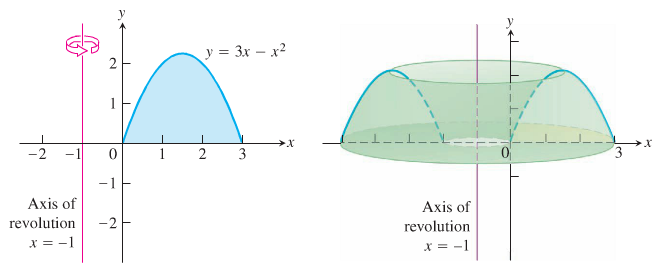 y
y = 3x − x²
2
1
−2 −1 0 1 2 3 x
−1
−2
Axis of
revolution
x = −1
y
0 3 x
Axis of
revolution
x = −1